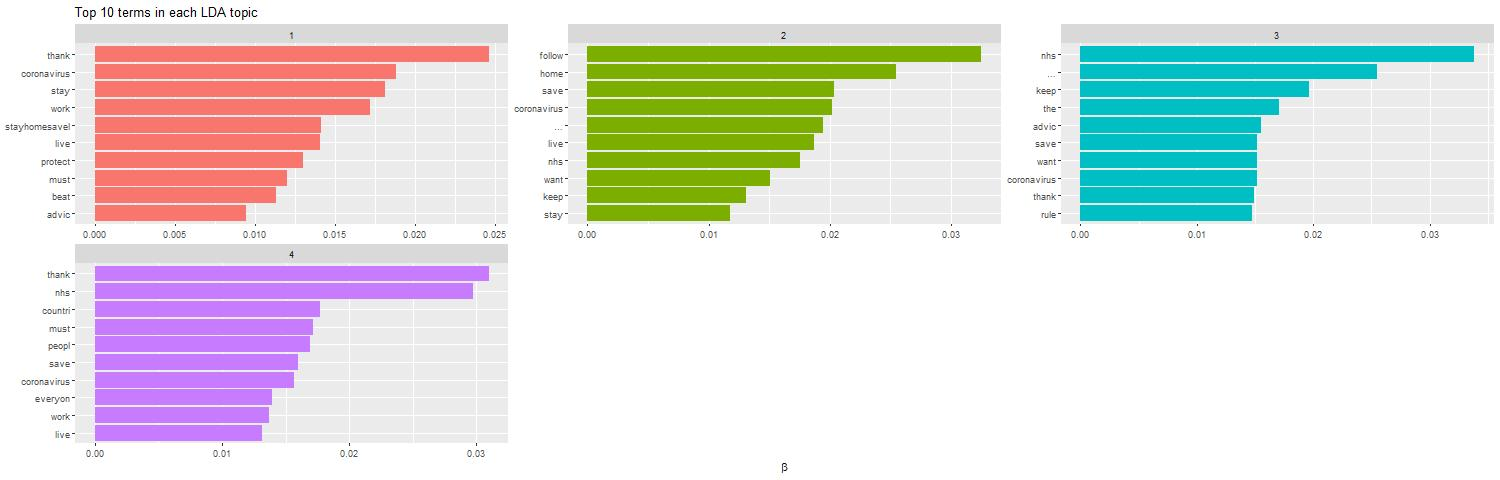 Top 10 terms in each LDA topic
1
thank
coronavirus
stay
work
stayhomesavel
live
protect
must
beat
advic
0.000 0.005 0.010 0.015 0.020 0.025
2
follow
home
save
coronavirus
...
live
nhs
want
keep
stay
0.00 0.01 0.02 0.03
3
nhs
...
keep
the
advic
save
want
coronavirus
thank
rule
0.00 0.01 0.02 0.03
4
thank
nhs
countri
must
peopl
save
coronavirus
everyon
work
live
0.00 0.01 0.02 0.03
β